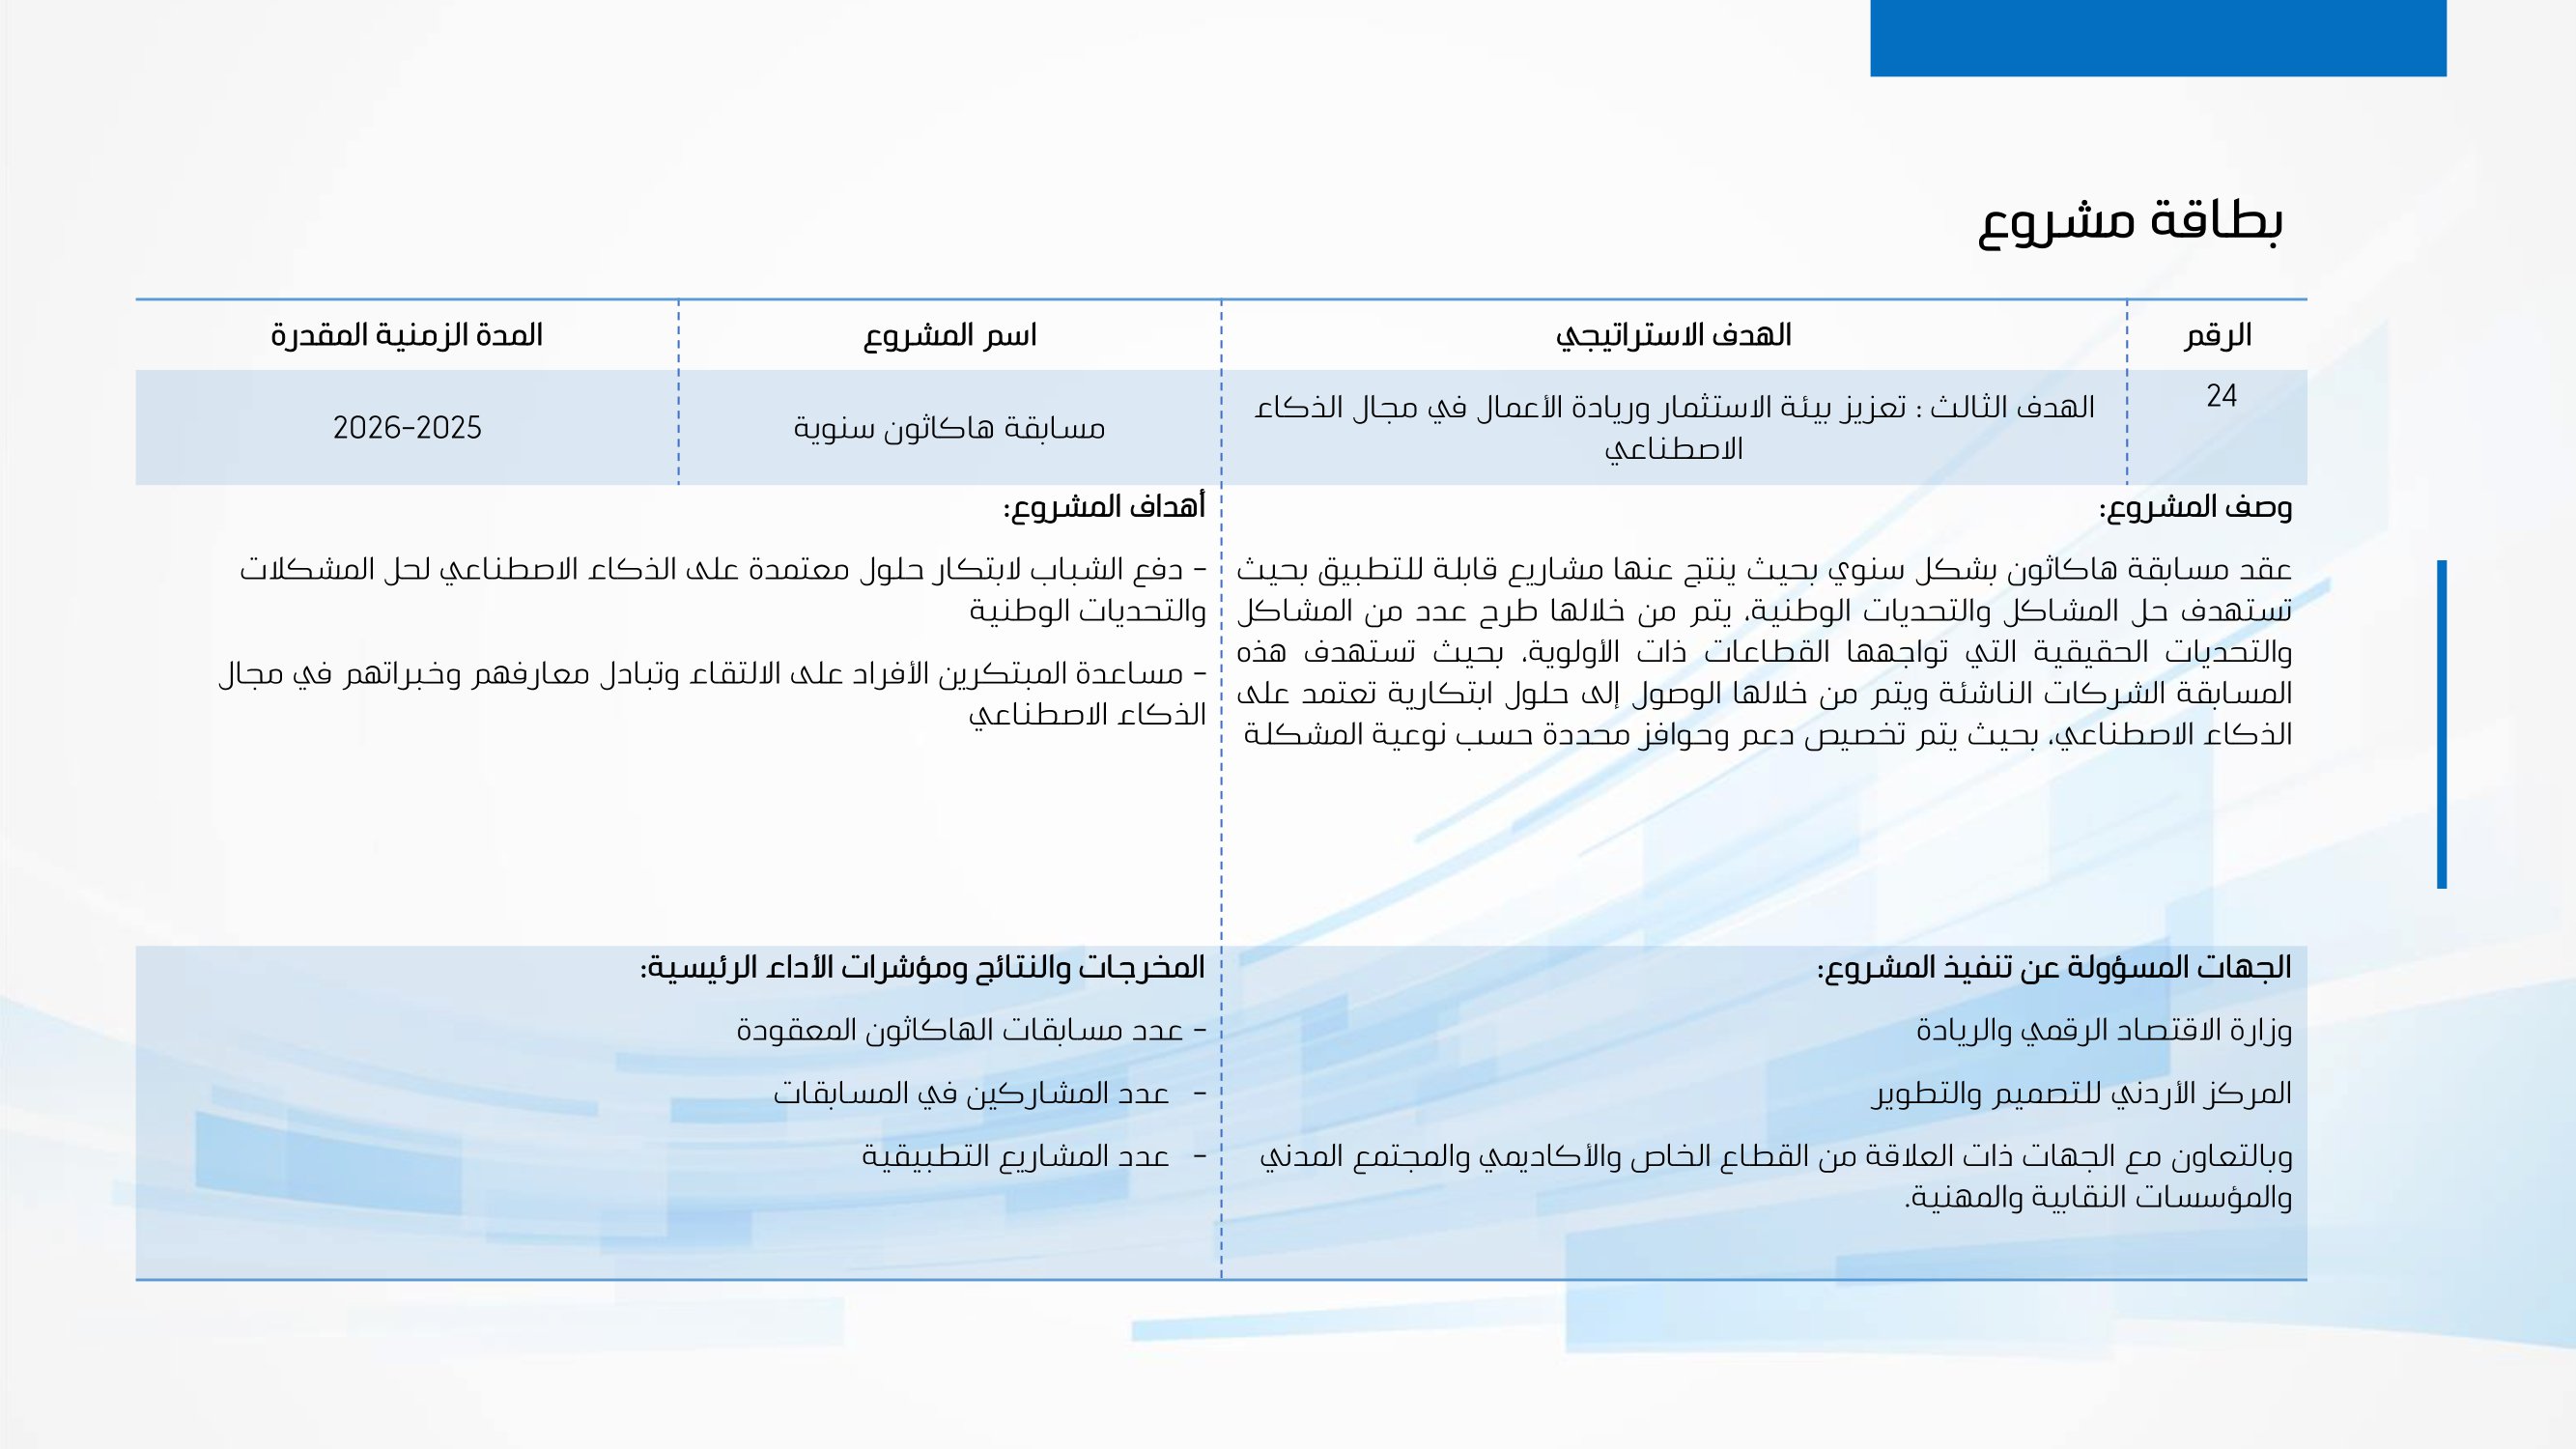 بطاقة مشروع
الرقم
الهدف الاستراتيجي
اسم المشروع
المدة الزمنية المقدرة
24
الهدف الثالث : تعزيز بيئة الاستثمار وريادة الأعمال في مجال الذكاء
الاصطناعي
مسابقة هاكاثون سنوية
2026-2025
وصف المشروع:
عقد مسابقة هاكاثون بشكل سنوي بحيث ينتج عنها مشاريع قابلة للتطبيق بحيث
تستهدف حل المشاكل والتحديات الوطنية، يتم من خلالها طرح عدد من المشاكل
والتحديات الحقيقية التي تواجهها القطاعات ذات الأولوية، بحيث تستهدف هذه
المسابقة الشركات الناشئة ويتم من خلالها الوصول إلى حلول ابتكارية تعتمد على
الذكاء الاصطناعي، بحيث يتم تخصيص دعم وحوافز محددة حسب نوعية المشكلة
أهداف المشروع:
- دفع الشباب لابتكار حلول معتمدة على الذكاء الاصطناعي لحل المشكلات
والتحديات الوطنية
- مساعدة المبتكرين الأفراد على الالتقاء وتبادل معارفهم وخبراتهم في مجال
الذكاء الاصطناعي
الجهات المسؤولة عن تنفيذ المشروع:
وزارة الاقتصاد الرقمي والريادة
المركز الأردني للتصميم والتطوير
وبالتعاون مع الجهات ذات العلاقة من القطاع الخاص والأكاديمي والمجتمع المدني
والمؤسسات النقابية والمهنية.
المخرجات والنتائج ومؤشرات الأداء الرئيسية:
- عدد مسابقات الهاكاثون المعقودة
- عدد المشاركين في المسابقات
- عدد المشاريع التطبيقية